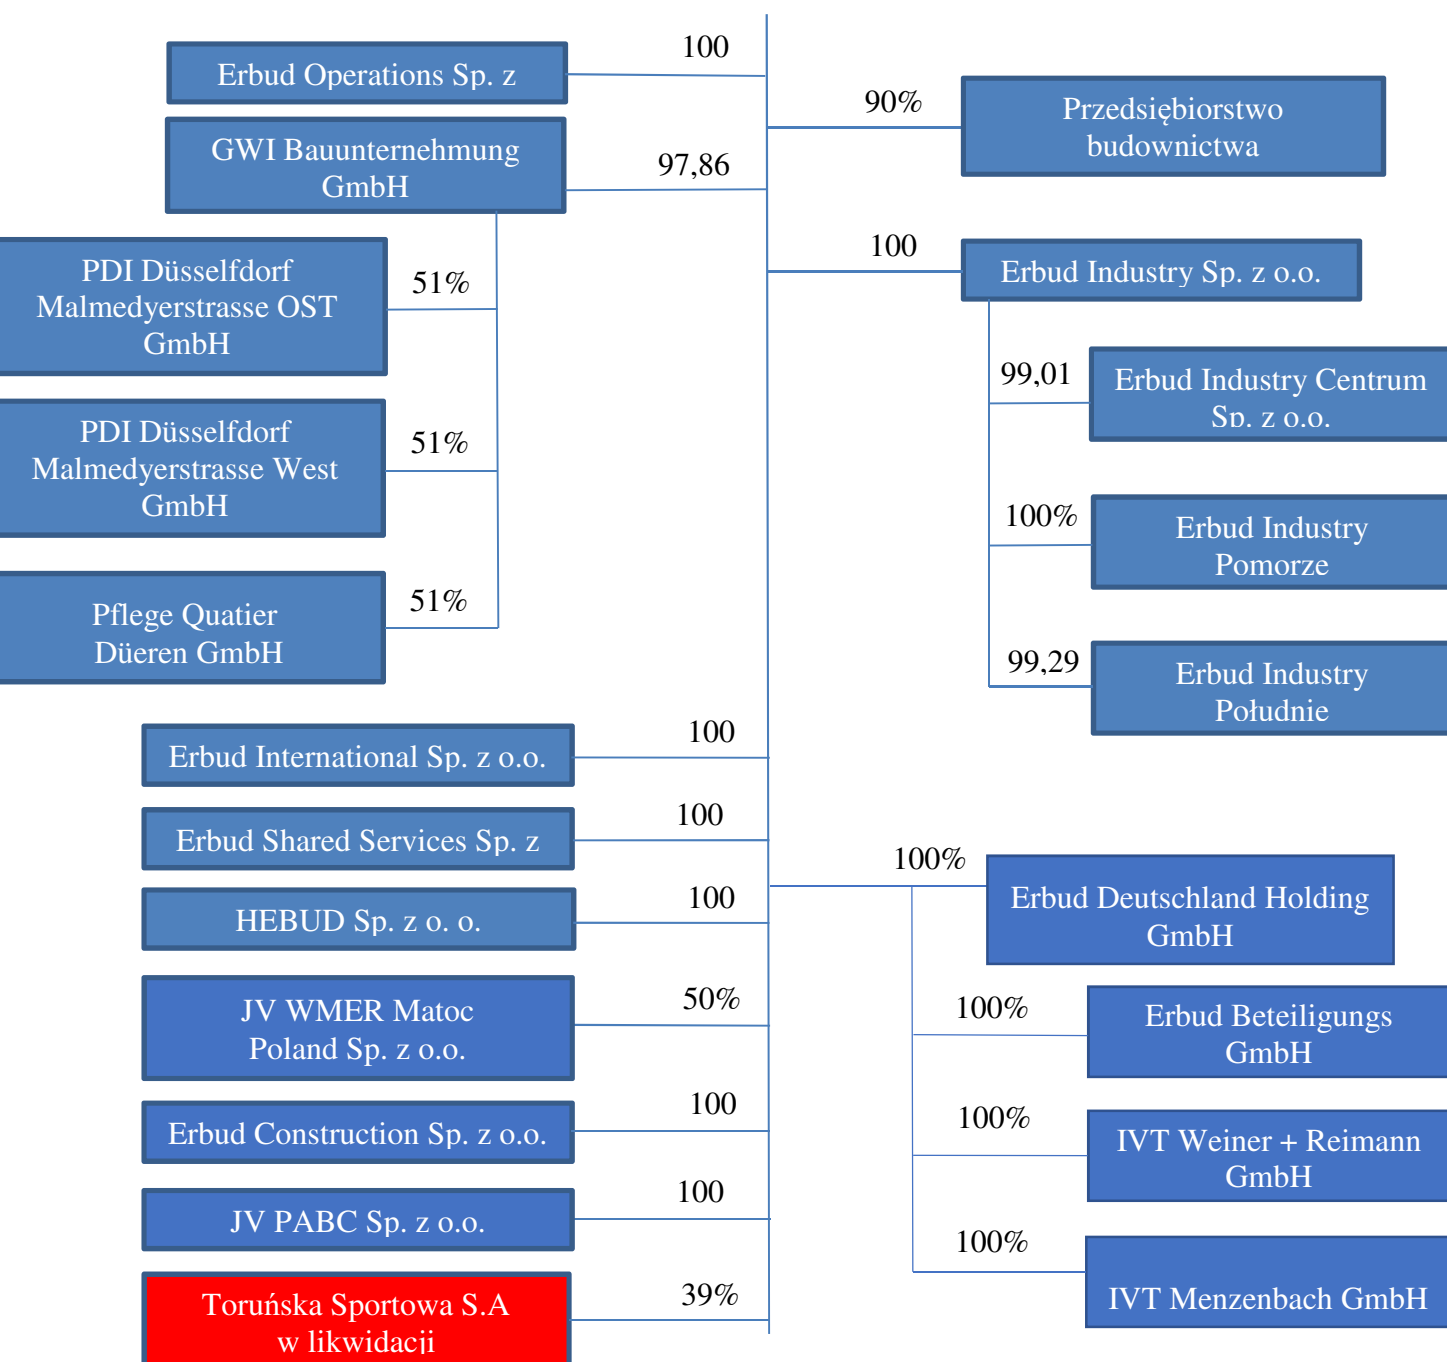 100
Erbud Operations Sp. z
90%
Przedsiębiorstwo
budownictwa
GWI Bauunternehmung
GmbH
97,86
100
Erbud Industry Sp. z o.o.
PDI Düsselfdorf
Malmedyerstrasse OST
GmbH
51%
99,01
Erbud Industry Centrum
Sp. z o.o.
PDI Düsselfdorf
Malmedyerstrasse West
GmbH
51%
100%
Erbud Industry
Pomorze
Pflege Quatier
Düeren GmbH
51%
99,29
Erbud Industry
Południe
100
Erbud International Sp. z o.o.
100
Erbud Shared Services Sp. z
100%
Erbud Deutschland Holding
GmbH
100
HEBUD Sp. z o. o.
50%
JV WMER Matoc
Poland Sp. z o.o.
100%
Erbud Beteiligungs
GmbH
100
Erbud Construction Sp. z o.o.
100%
IVT Weiner + Reimann
GmbH
100
JV PABC Sp. z o.o.
100%
IVT Menzenbach GmbH
39%
Toruńska Sportowa S.A
w likwidacji